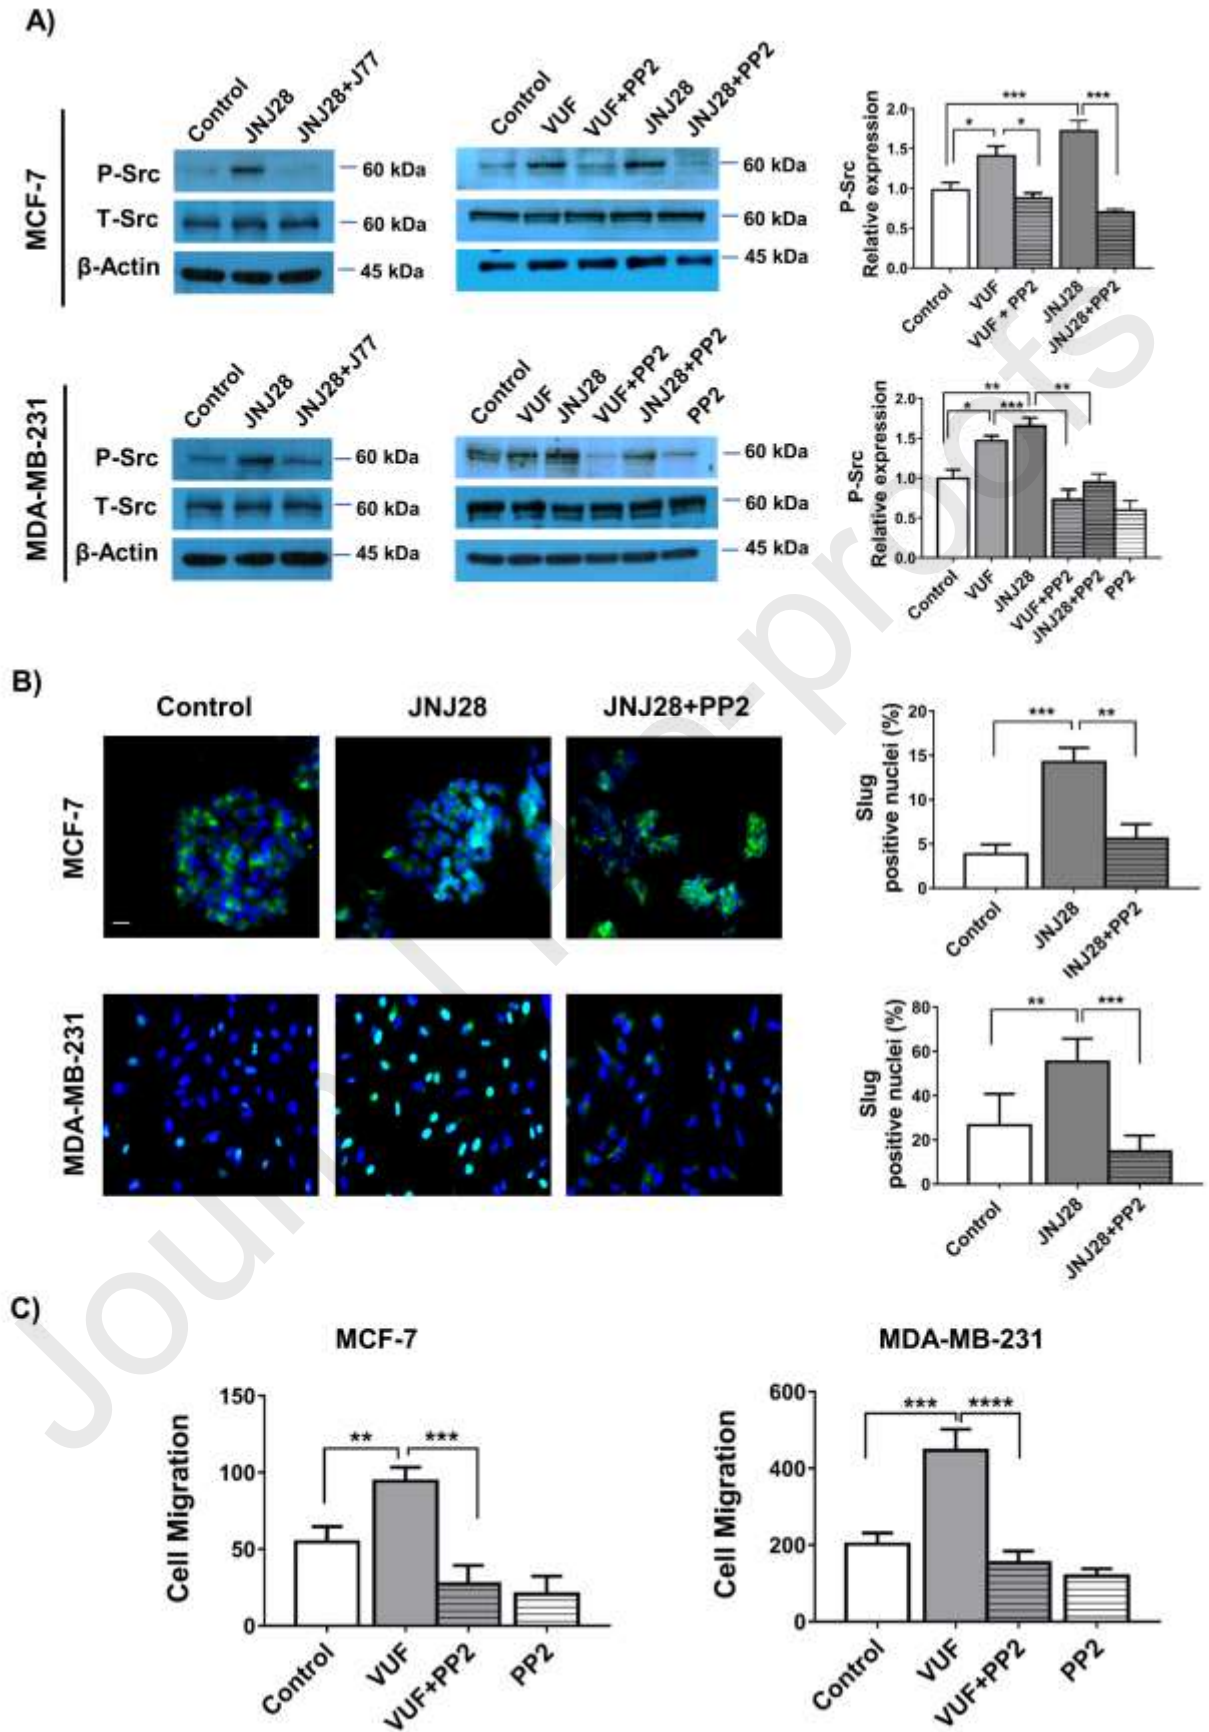 A)
Control
JNJ28
JNJ28+J77
Control
VUF
VUF+PP2
JNJ28
JNJ28+PP2
MCF-7
P-Src
60 kDa
60 kDa
T-Src
60 kDa
60 kDa
β-Actin
45 kDa
45 kDa
P-Src
Relative expression
2.0
1.5
1.0
0.5
0.0
*
*
***
***
Control
VUF
VUF + PP2
JNJ28
JNJ28+PP2
Control
JNJ28
JNJ28+J77
Control
VUF
JNJ28
VUF+PP2
JNJ28+PP2
PP2
MDA-MB-231
P-Src
60 kDa
60 kDa
T-Src
60 kDa
60 kDa
β-Actin
45 kDa
45 kDa
P-Src
Relative expression
2.0
1.5
1.0
0.5
0.0
**
**
*
***
Control
VUF
JNJ28
VUF+PP2
JNJ28+PP2
PP2
B)
Control
JNJ28
JNJ28+PP2
MCF-7
Slug
positive nuclei (%)
20
15
10
5
0
***
**
Control
JNJ28
INJ28+PP2
MDA-MB-231
Slug
positive nuclei (%)
80
60
40
20
0
**
***
Control
JNJ28
JNJ28+PP2
C)
MCF-7
Cell Migration
150
100
50
0
**
***
Control
VUF
VUF+PP2
PP2
MDA-MB-231
Cell Migration
600
400
200
0
***
****
Control
VUF
VUF+PP2
PP2
Journal Pre-proofs